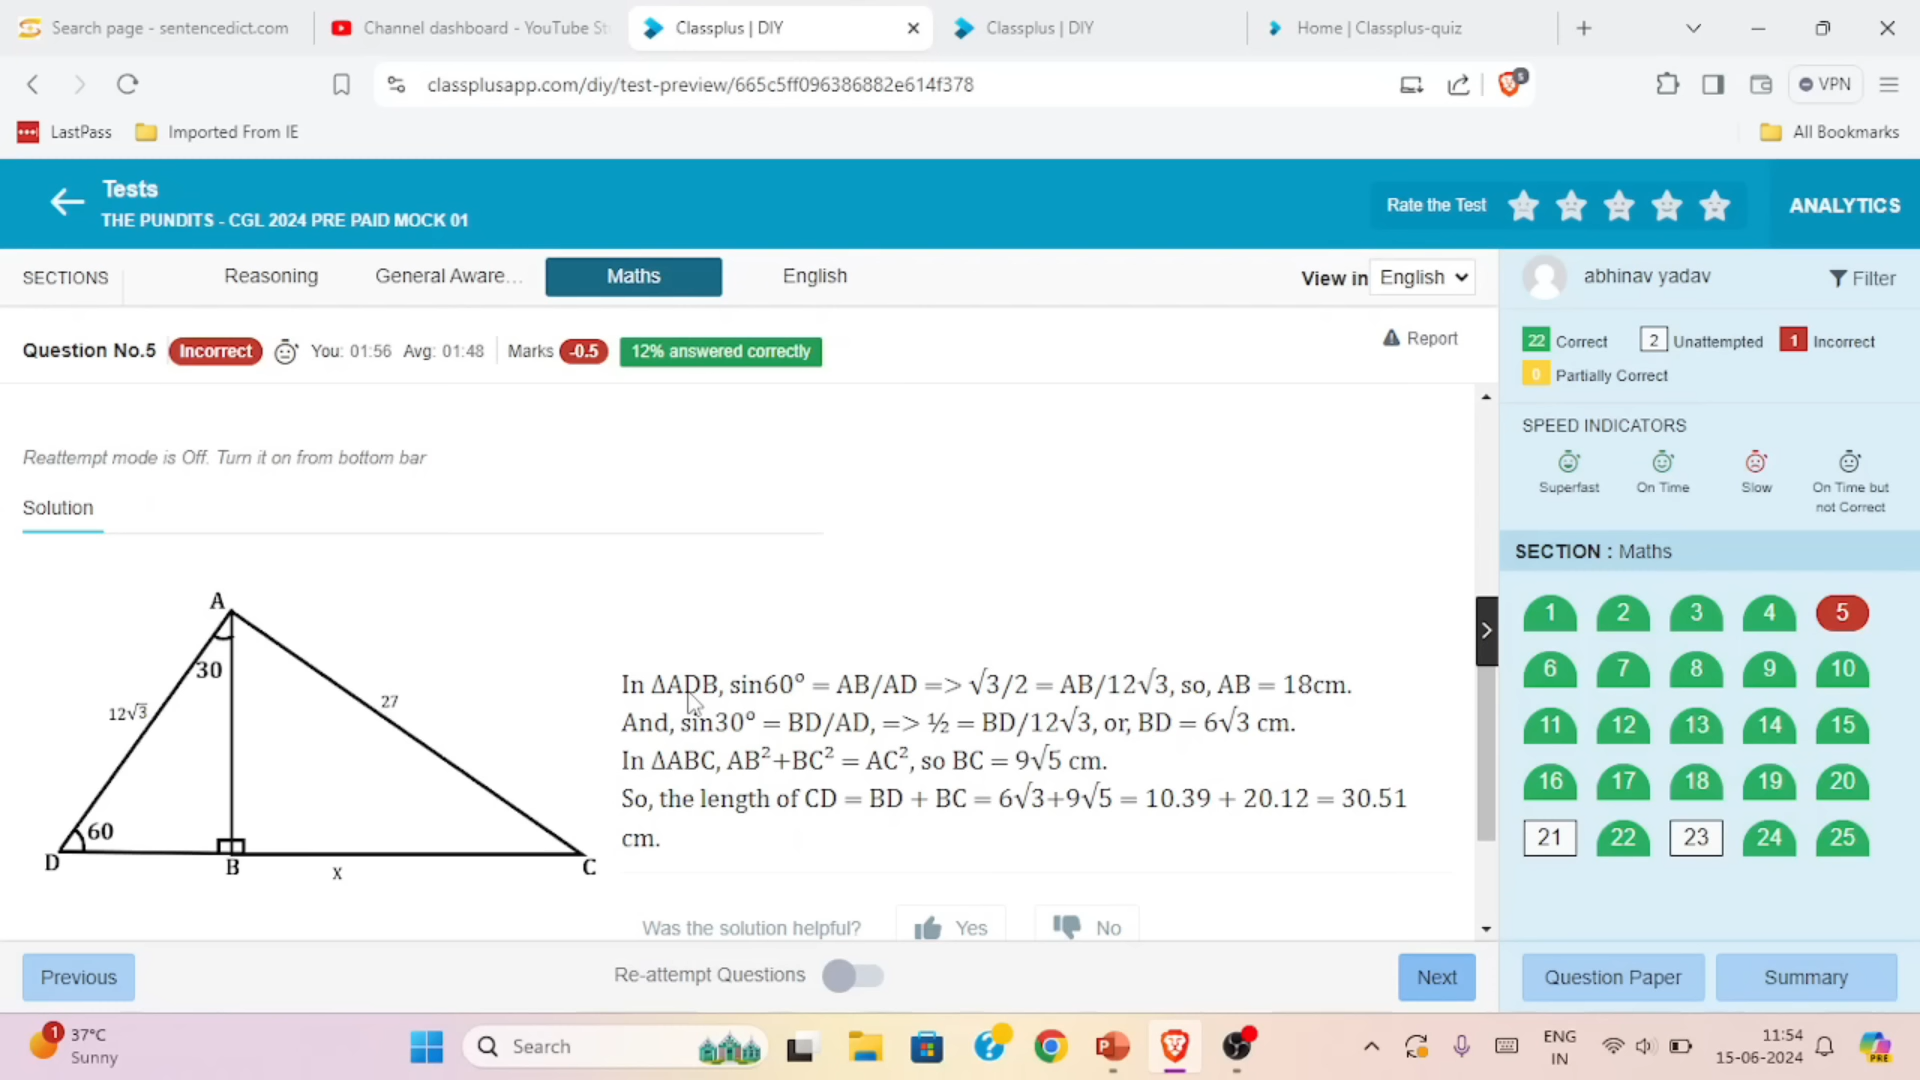 Search page - sentencedict.com
Channel dashboard - YouTube St
Classplus | DIY
Classplus | DIY
Home | Classplus-quiz
classplusapp.com/diy/test-preview/665c5ff096386882e614f378
5
VPN
LastPass
Imported From IE
All Bookmarks
Tests
THE PUNDITS - CGL 2024 PRE PAID MOCK 01
Rate the Test
ANALYTICS
SECTIONS
Reasoning
General Aware...
Maths
English
View in English
abhinav yadav
Filter
Question No.5 Incorrect You: 01:56 Avg: 01:48 Marks -0.5 12% answered correctly
Report
22 Correct 2 Unattempted 1 Incorrect
0 Partially Correct
Reattempt mode is Off. Turn it on from bottom bar
Solution
SPEED INDICATORS
Superfast
On Time
Slow
On Time but
not Correct
A
30
12√3
27
60
D
B
x
C
In ΔADB, sin60° = AB/AD => √3/2 = AB/12√3, so, AB = 18cm.
And, sin30° = BD/AD, => ½ = BD/12√3, or, BD = 6√3 cm.
In ΔABC, AB²+BC² = AC², so BC = 9√5 cm.
So, the length of CD = BD + BC = 6√3+9√5 = 10.39 + 20.12 = 30.51
cm.
Was the solution helpful? Yes No
SECTION : Maths
1 2 3 4 5
6 7 8 9 10
11 12 13 14 15
16 17 18 19 20
21 22 23 24 25
Previous
Re-attempt Questions
Next
Question Paper
Summary
1
37°C
Sunny
Search
PRE
ENG
IN
11:54
15-06-2024